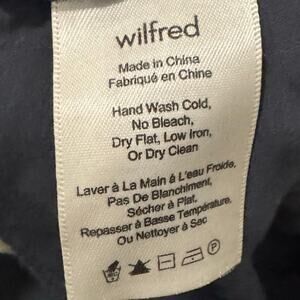 wilfred
Made in China
Fabriqué en Chine
Hand Wash Cold,
No Bleach,
Dry Flat, Low Iron,
Or Dry Clean
Laver à La Main á L'eau Froide,
Pas De Blanchiment,
Sécher à Plat,
Repasser à Basse Température,
Ou Nettoyer à Sec
P